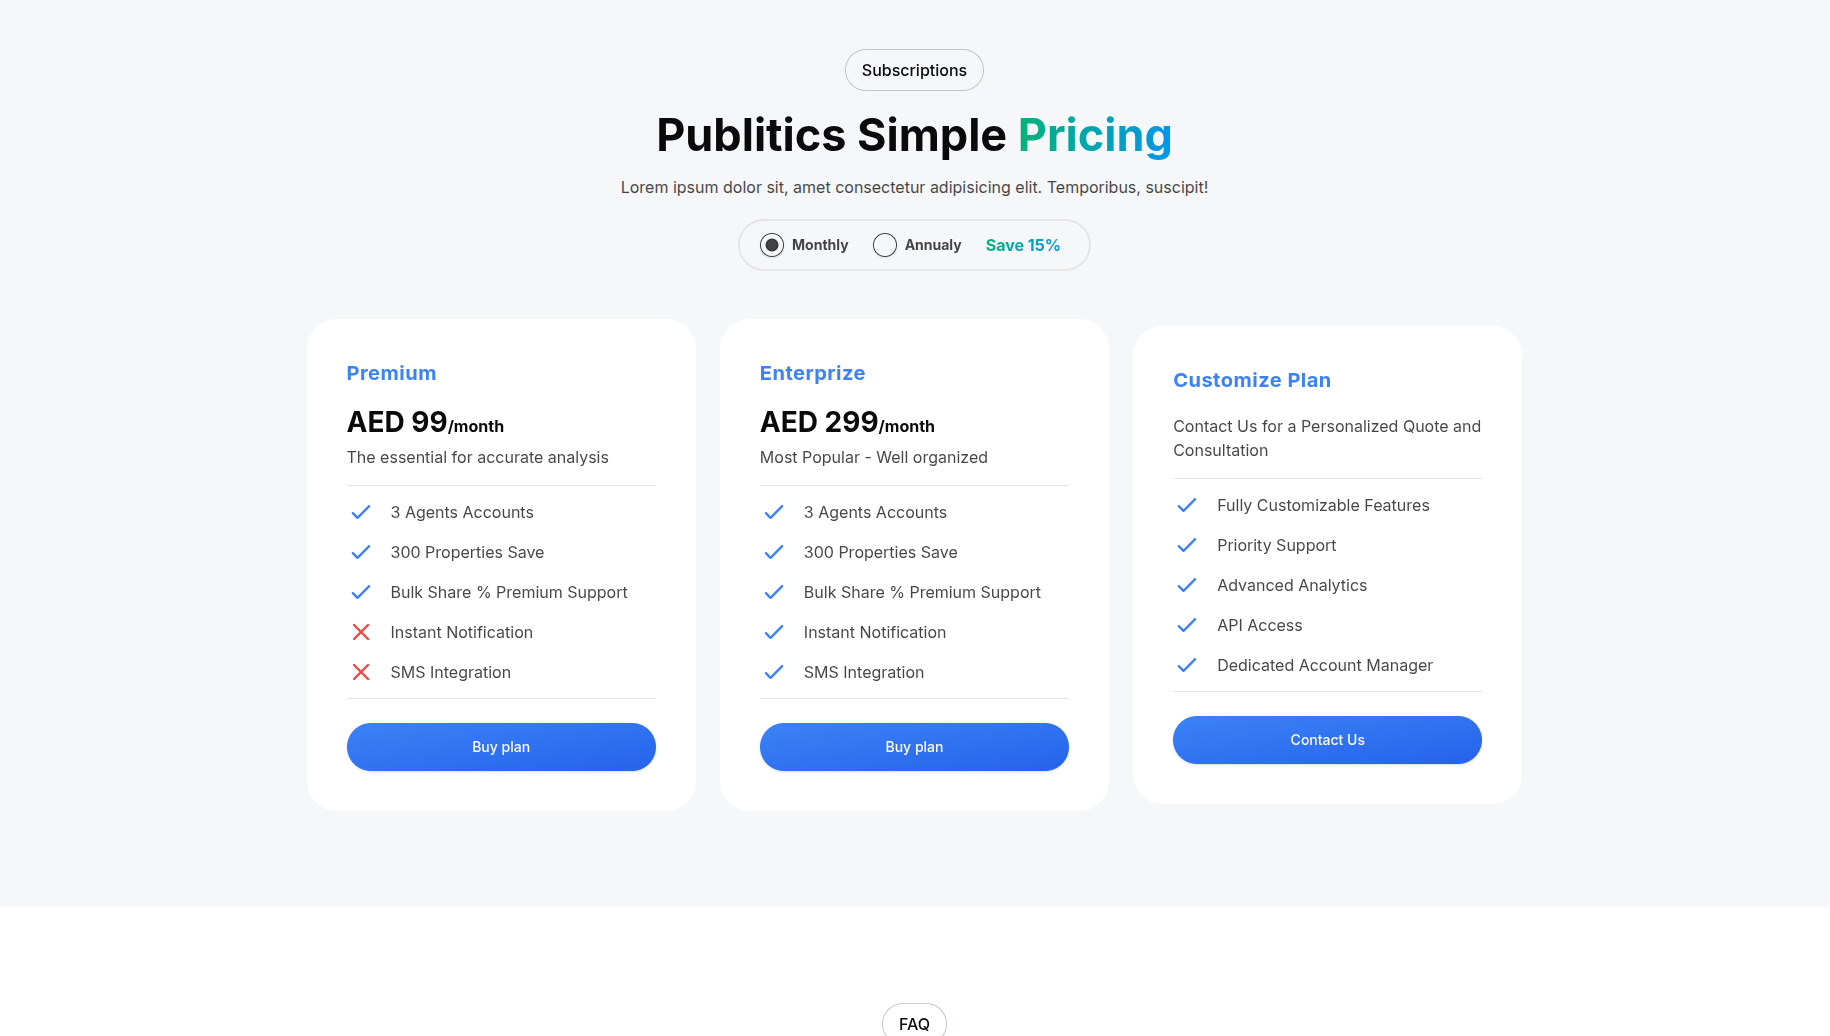 Subscriptions
Publitics Simple Pricing
Lorem ipsum dolor sit, amet consectetur adipisicing elit. Temporibus, suscipit!
Monthly Annualy Save 15%
Premium
AED 99/month
The essential for accurate analysis
3 Agents Accounts
300 Properties Save
Bulk Share % Premium Support
Instant Notification
SMS Integration
Buy plan
Enterprize
AED 299/month
Most Popular - Well organized
3 Agents Accounts
300 Properties Save
Bulk Share % Premium Support
Instant Notification
SMS Integration
Buy plan
Customize Plan
Contact Us for a Personalized Quote and
Consultation
Fully Customizable Features
Priority Support
Advanced Analytics
API Access
Dedicated Account Manager
Contact Us
FAQ